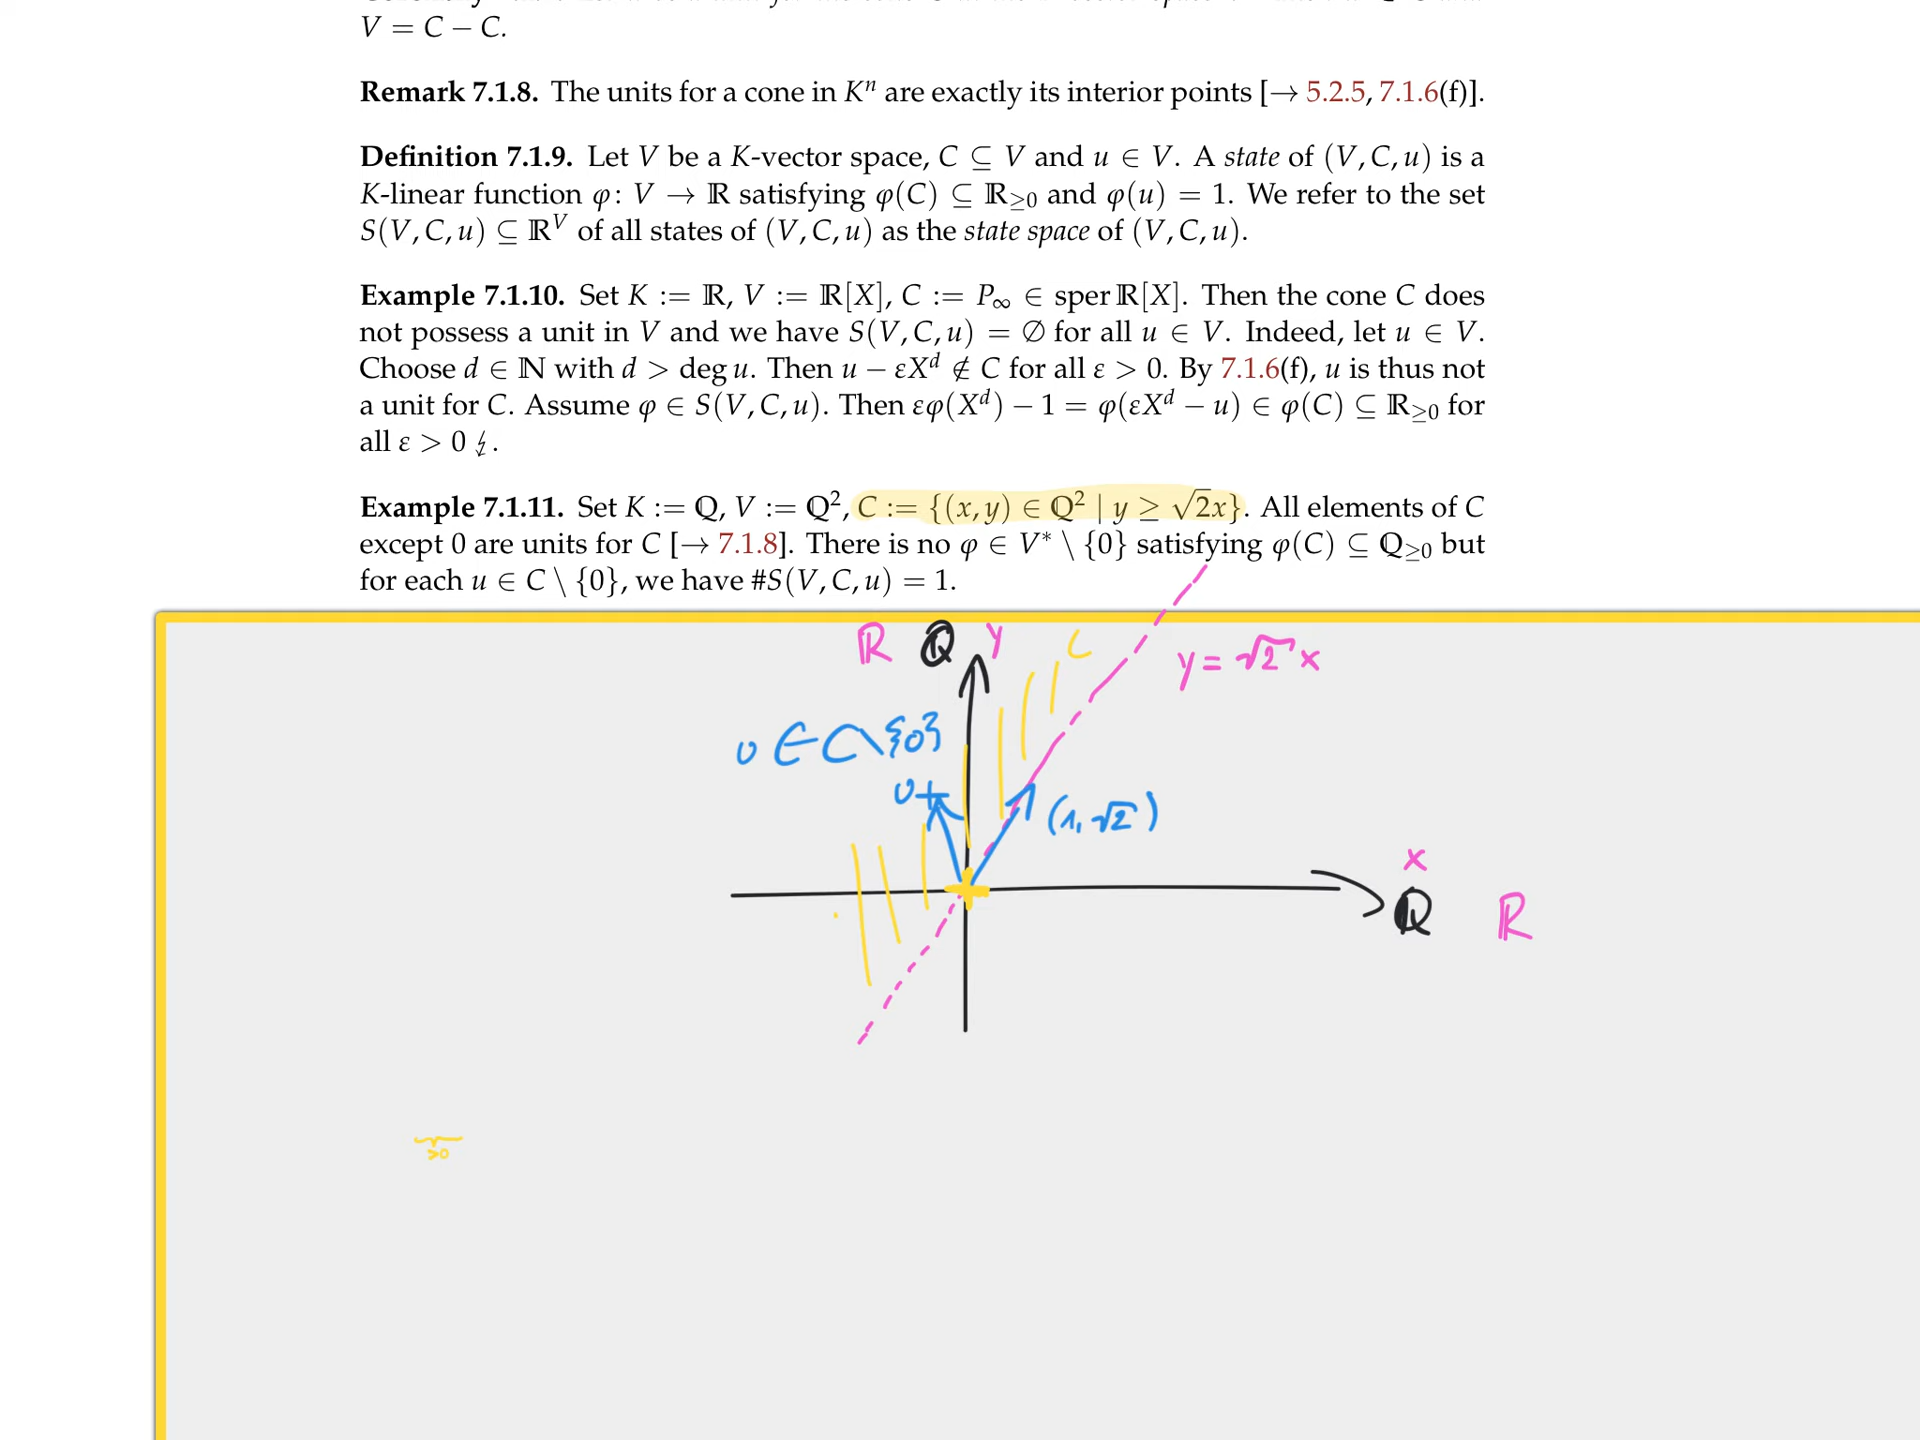 V = C − C.
Remark 7.1.8. The units for a cone in Kⁿ are exactly its interior points [→ 5.2.5, 7.1.6(f)].
Definition 7.1.9. Let V be a K-vector space, C ⊆ V and u ∈ V. A state of (V, C, u) is a
K-linear function φ: V → ℝ satisfying φ(C) ⊆ ℝ≥0 and φ(u) = 1. We refer to the set
S(V, C, u) ⊆ ℝ^V of all states of (V, C, u) as the state space of (V, C, u).
Example 7.1.10. Set K := ℝ, V := ℝ[X], C := P∞ ∈ sper ℝ[X]. Then the cone C does
not possess a unit in V and we have S(V, C, u) = ∅ for all u ∈ V. Indeed, let u ∈ V.
Choose d ∈ ℕ with d > deg u. Then u − εX^d ∉ C for all ε > 0. By 7.1.6(f), u is thus not
a unit for C. Assume φ ∈ S(V, C, u). Then εφ(X^d) − 1 = φ(εX^d − u) ∈ φ(C) ⊆ ℝ≥0 for
all ε > 0 ↯.
Example 7.1.11. Set K := ℚ, V := ℚ², C := {(x, y) ∈ ℚ² | y ≥ √2x}. All elements of C
except 0 are units for C [→ 7.1.8]. There is no φ ∈ V* \ {0} satisfying φ(C) ⊆ ℚ≥0 but
for each u ∈ C \ {0}, we have #S(V, C, u) = 1.
ℝ ℚ y C
y = √2 x
u ∈ C\{0}
u
(1, √2)
x
ℚ ℝ
>0